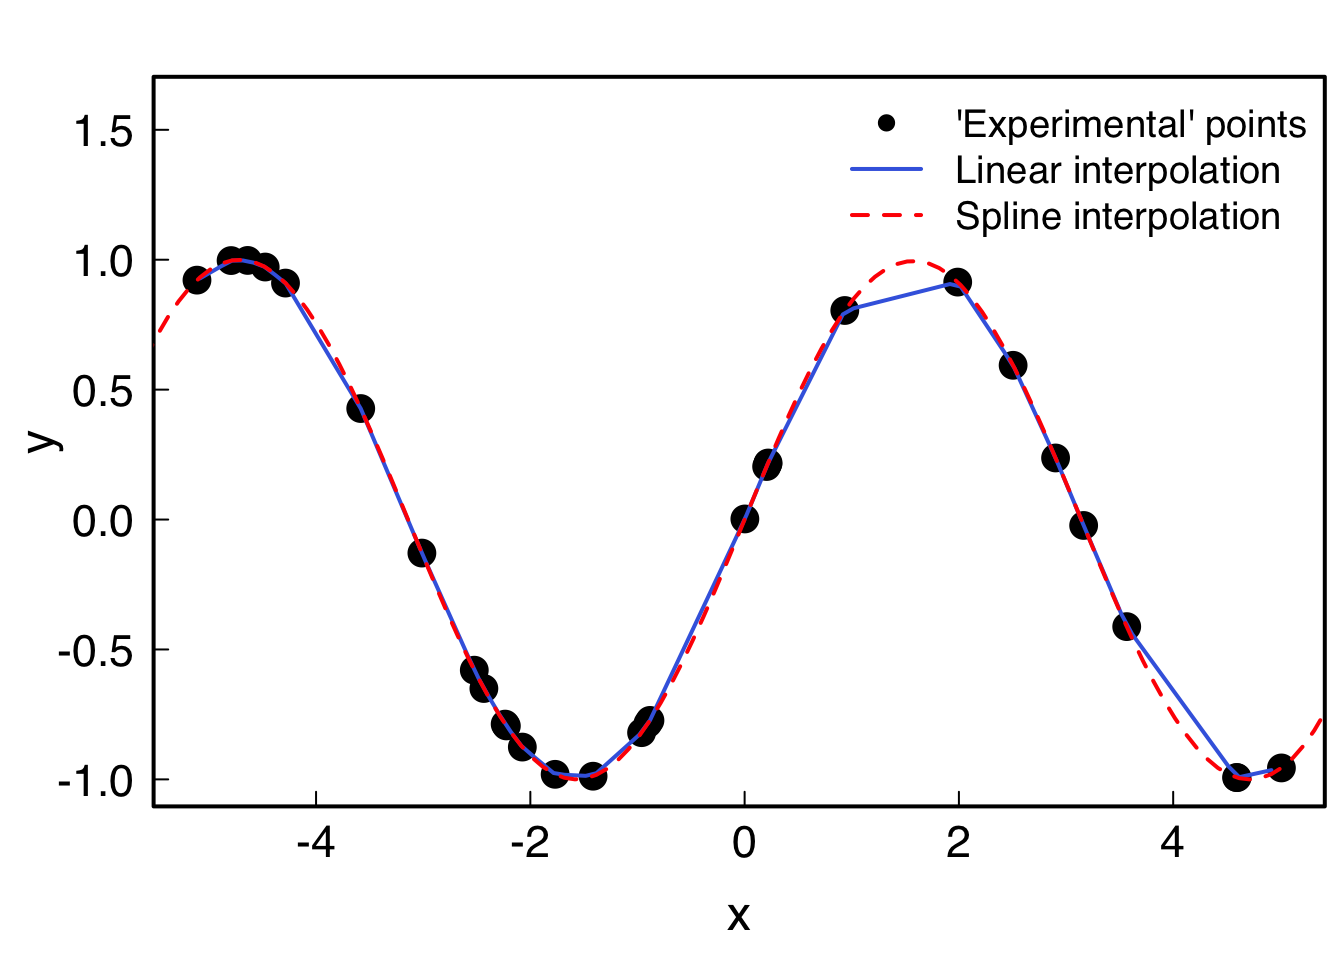 'Experimental' points
Linear interpolation
Spline interpolation
1.5
1.0
0.5
0.0
-0.5
-1.0
y
-4 -2 0 2 4
x